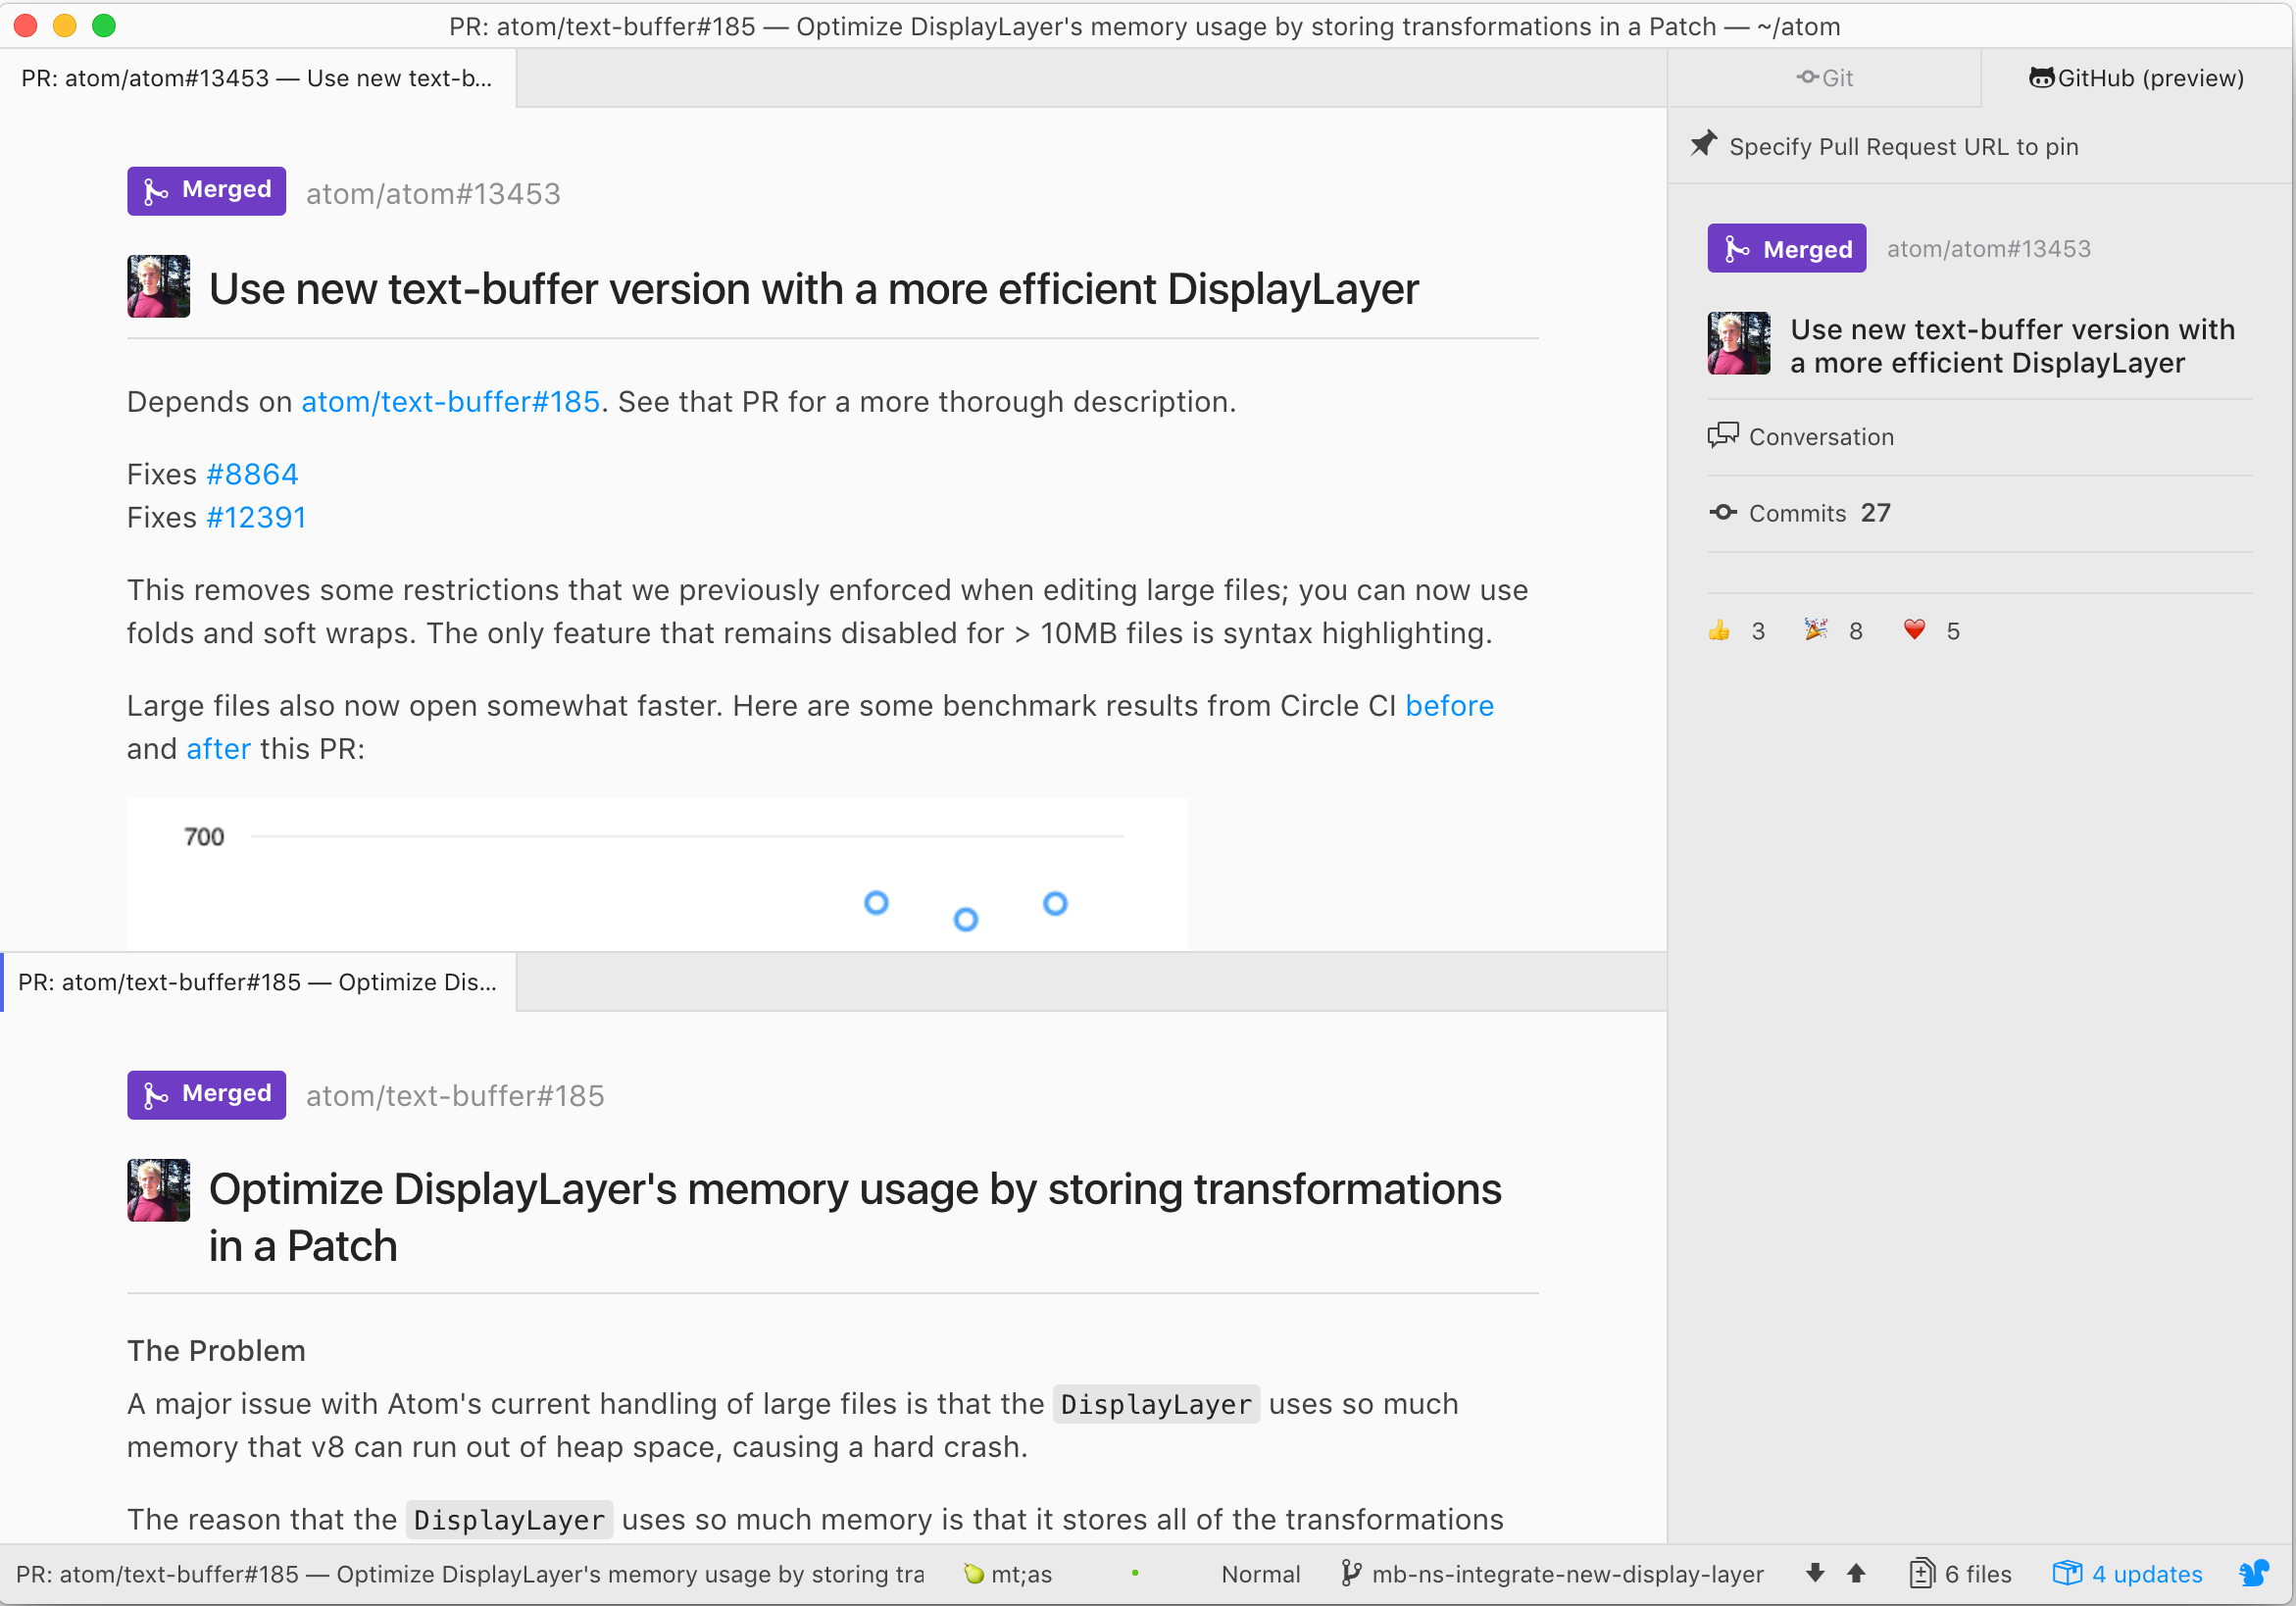 PR: atom/text-buffer#185 — Optimize DisplayLayer's memory usage by storing transformations in a Patch — ~/atom
PR: atom/atom#13453 — Use new text-b...
Merged atom/atom#13453
Use new text-buffer version with a more efficient DisplayLayer
Depends on atom/text-buffer#185. See that PR for a more thorough description.
Fixes #8864
Fixes #12391
This removes some restrictions that we previously enforced when editing large files; you can now use
folds and soft wraps. The only feature that remains disabled for > 10MB files is syntax highlighting.
Large files also now open somewhat faster. Here are some benchmark results from Circle CI before
and after this PR:
700
PR: atom/text-buffer#185 — Optimize Dis...
Merged atom/text-buffer#185
Optimize DisplayLayer's memory usage by storing transformations
in a Patch
The Problem
A major issue with Atom's current handling of large files is that the DisplayLayer uses so much
memory that v8 can run out of heap space, causing a hard crash.
The reason that the DisplayLayer uses so much memory is that it stores all of the transformations
Git GitHub (preview)
Specify Pull Request URL to pin
Merged atom/atom#13453
Use new text-buffer version with
a more efficient DisplayLayer
Conversation
Commits 27
👍 3 🎉 8 ❤️ 5
PR: atom/text-buffer#185 — Optimize DisplayLayer's memory usage by storing tra 🍐 mt;as Normal mb-ns-integrate-new-display-layer 6 files 4 updates